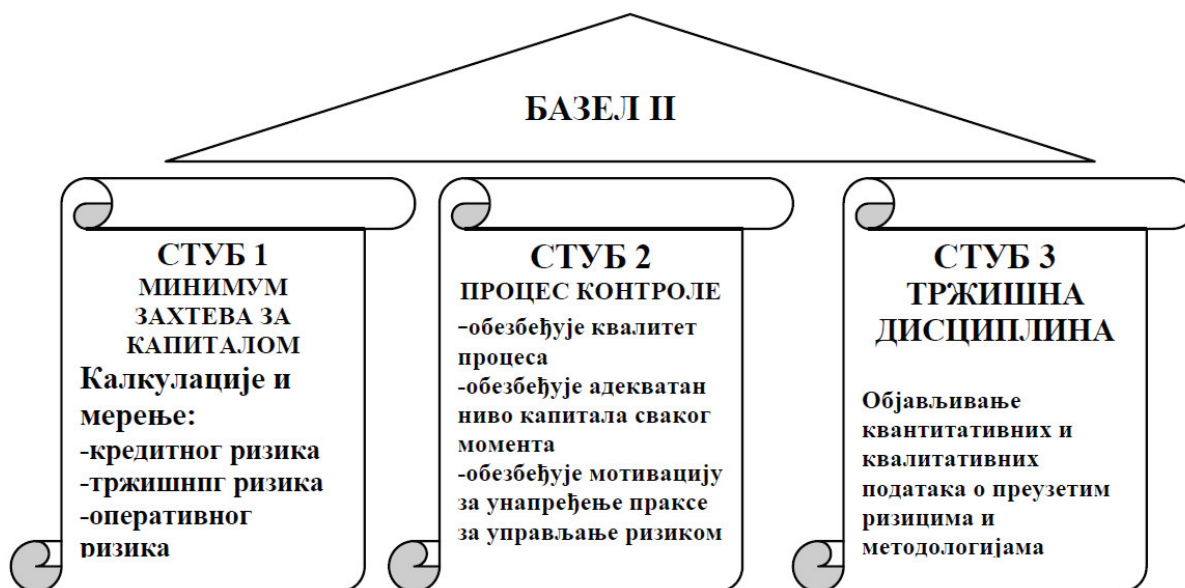 БАЗЕЛ II
СТУБ 1
МИНИМУМ
ЗАХТЕВА ЗА
КАПИТАЛОМ
Калкулације и
мерење:
-кредитног ризика
-тржишнпг ризика
-оперативног
ризика
СТУБ 2
ПРОЦЕС КОНТРОЛЕ
-обезбеђује квалитет
процеса
-обезбеђује адекватан
ниво капитала сваког
момента
-обезбеђује мотивацију
за унапређење праксе
за управљање ризиком
СТУБ 3
ТРЖИШНА
ДИСЦИПЛИНА
Објављивање
квантитативних и
квалитативних
података о преузетим
ризицима и
методологијама